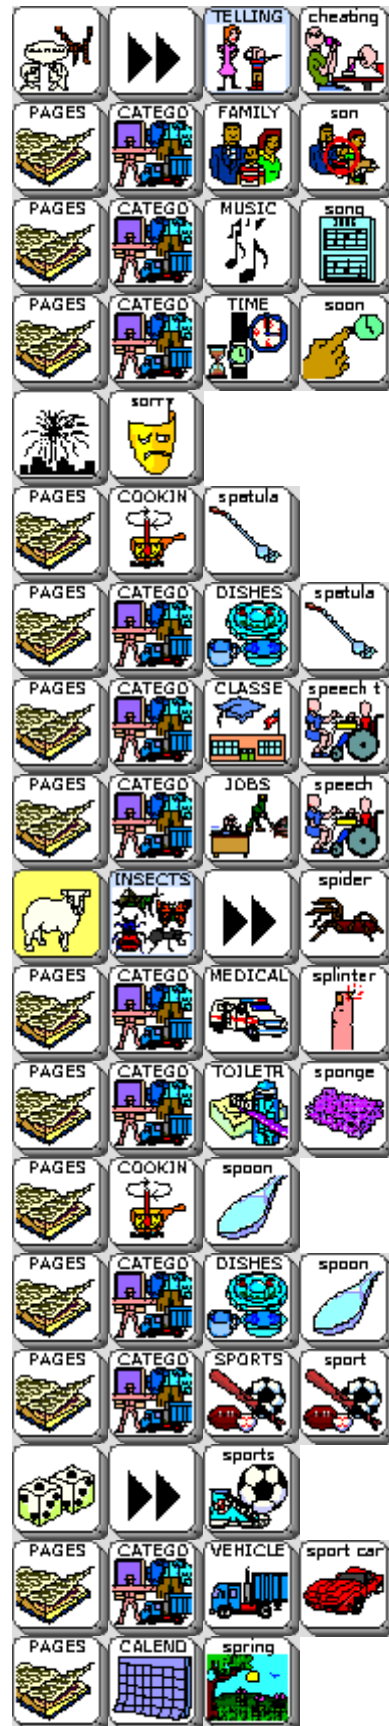 TELLING cheating
PAGES CATEGO FAMILY son
PAGES CATEGO MUSIC song
PAGES CATEGO TIME soon
sorry
PAGES COOKIN spatula
PAGES CATEGO DISHES spatula
PAGES CATEGO CLASSE speech t
PAGES CATEGO JOBS speech
INSECTS spider
PAGES CATEGO MEDICAL splinter
PAGES CATEGO TOILETR sponge
PAGES COOKIN spoon
PAGES CATEGO DISHES spoon
PAGES CATEGO SPORTS sport
sports
PAGES CATEGO VEHICLE sport car
PAGES CALEND spring